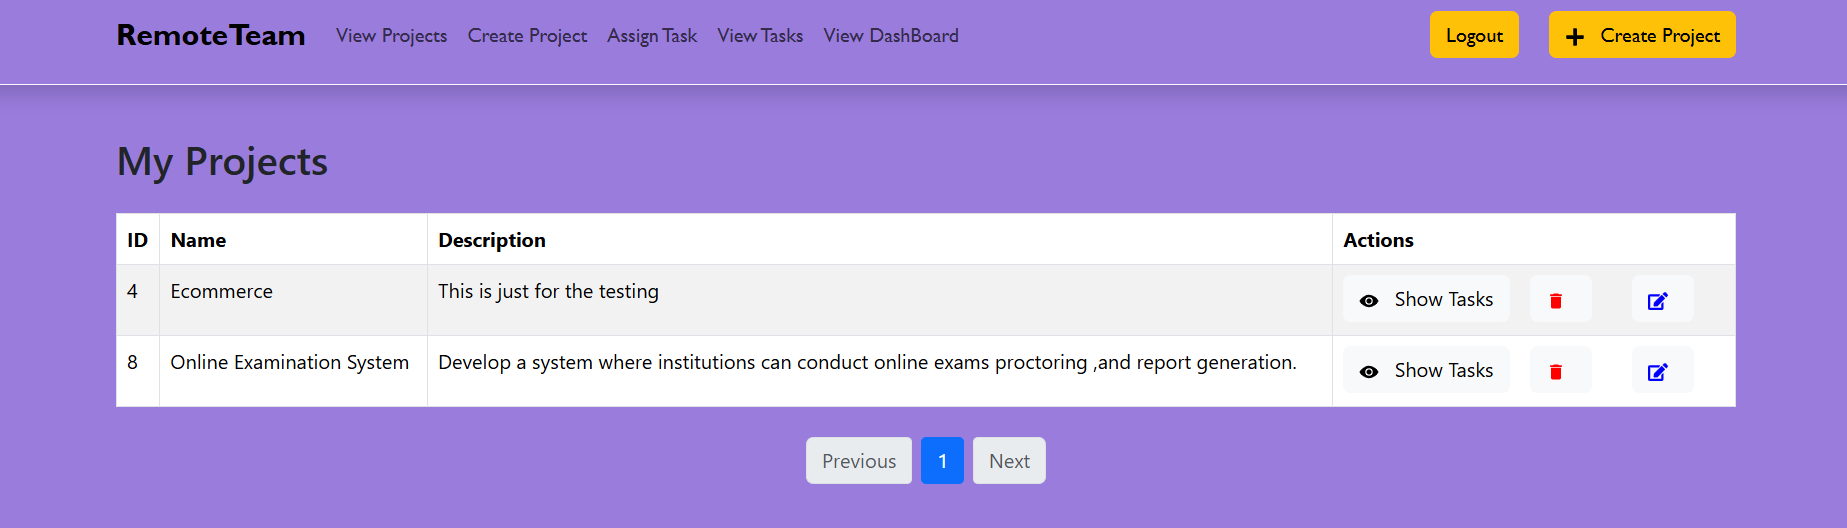 RemoteTeam View Projects Create Project Assign Task View Tasks View DashBoard Logout Create Project
My Projects
ID Name Description Actions
4 Ecommerce This is just for the testing Show Tasks
8 Online Examination System Develop a system where institutions can conduct online exams proctoring ,and report generation. Show Tasks
Previous 1 Next